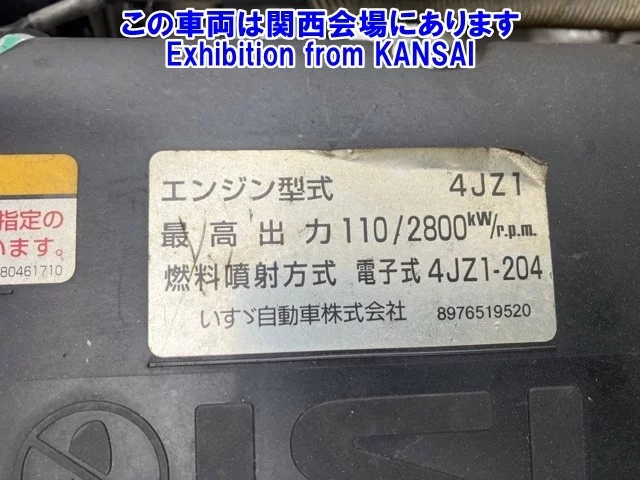 この車両は関西会場にあります
Exhibition from KANSAI
指定の
います。
80461710
エンジン型式 4JZ1
最高出力 110/2800kW/r.p.m.
燃料噴射方式 電子式 4JZ1-204
いすゞ自動車株式会社 8976519520